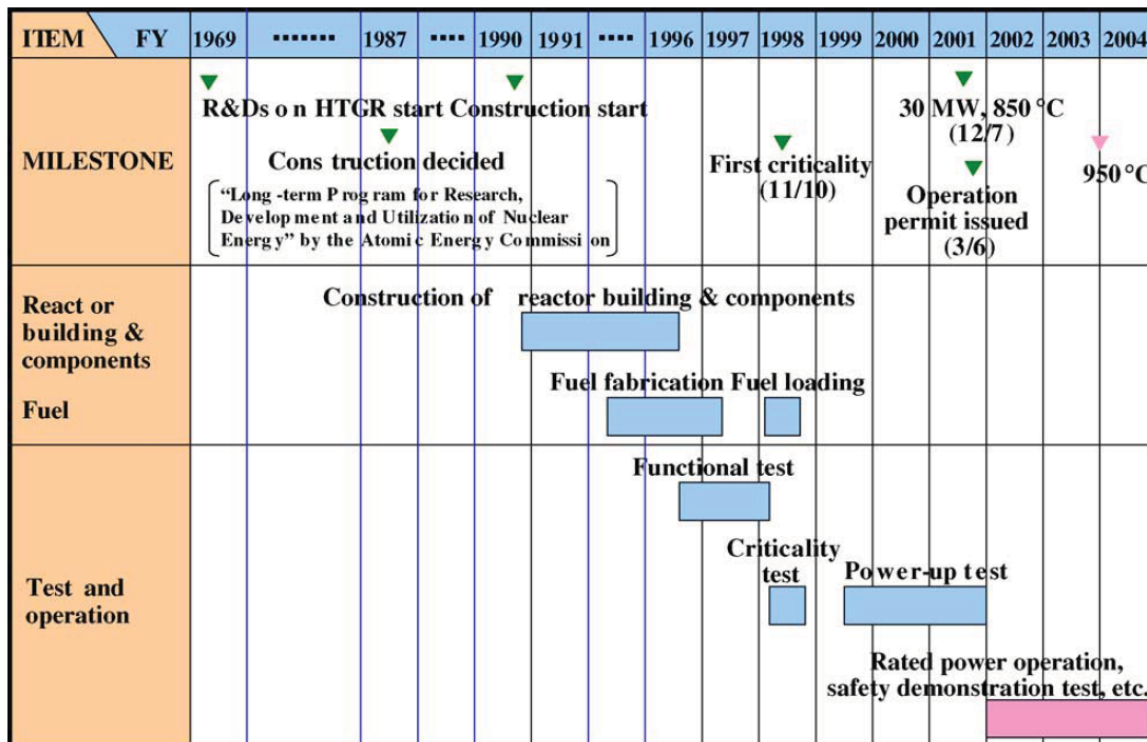 ITEM FY 1969 ······· 1987 ···· 1990 1991 ···· 1996 1997 1998 1999 2000 2001 2002 2003 2004
MILESTONE
R&Ds on HTGR start Construction start
Construction decided
“Long-term Program for Research,
Development and Utilization of Nuclear
Energy” by the Atomic Energy Commission
First criticality
(11/10)
30 MW, 850 °C
(12/7)
Operation
permit issued
(3/6)
950 °C
Reactor
building &
components
Construction of reactor building & components
Fuel
Fuel fabrication Fuel loading
Test and
operation
Functional test
Criticality
test
Power-up test
Rated power operation,
safety demonstration test, etc.